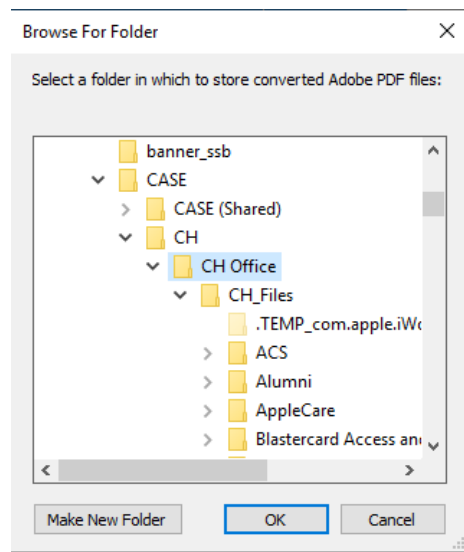 Browse For Folder
Select a folder in which to store converted Adobe PDF files:
banner_ssb
CASE
CASE (Shared)
CH
CH Office
CH_Files
.TEMP_com.apple.iWo
ACS
Alumni
AppleCare
Blastercard Access and
Make New Folder
OK
Cancel